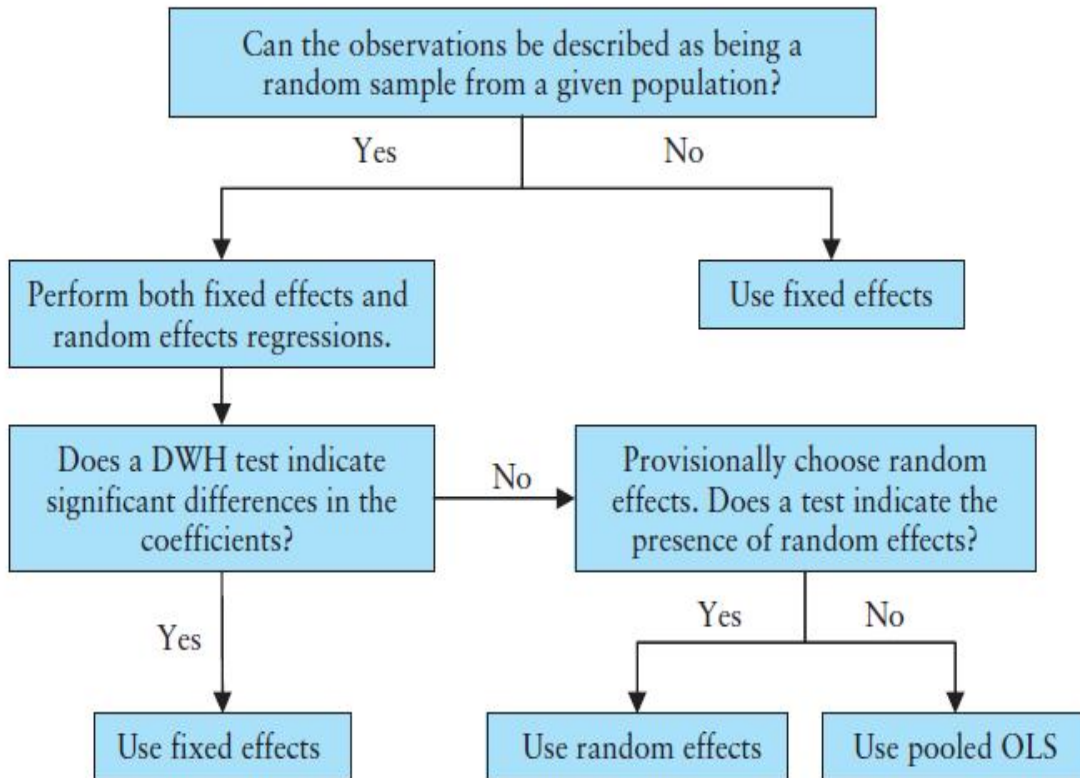 Can the observations be described as being a
random sample from a given population?
Yes
No
Perform both fixed effects and
random effects regressions.
Use fixed effects
Does a DWH test indicate
significant differences in the
coefficients?
No
Provisionally choose random
effects. Does a test indicate the
presence of random effects?
Yes
Yes
No
Use fixed effects
Use random effects
Use pooled OLS